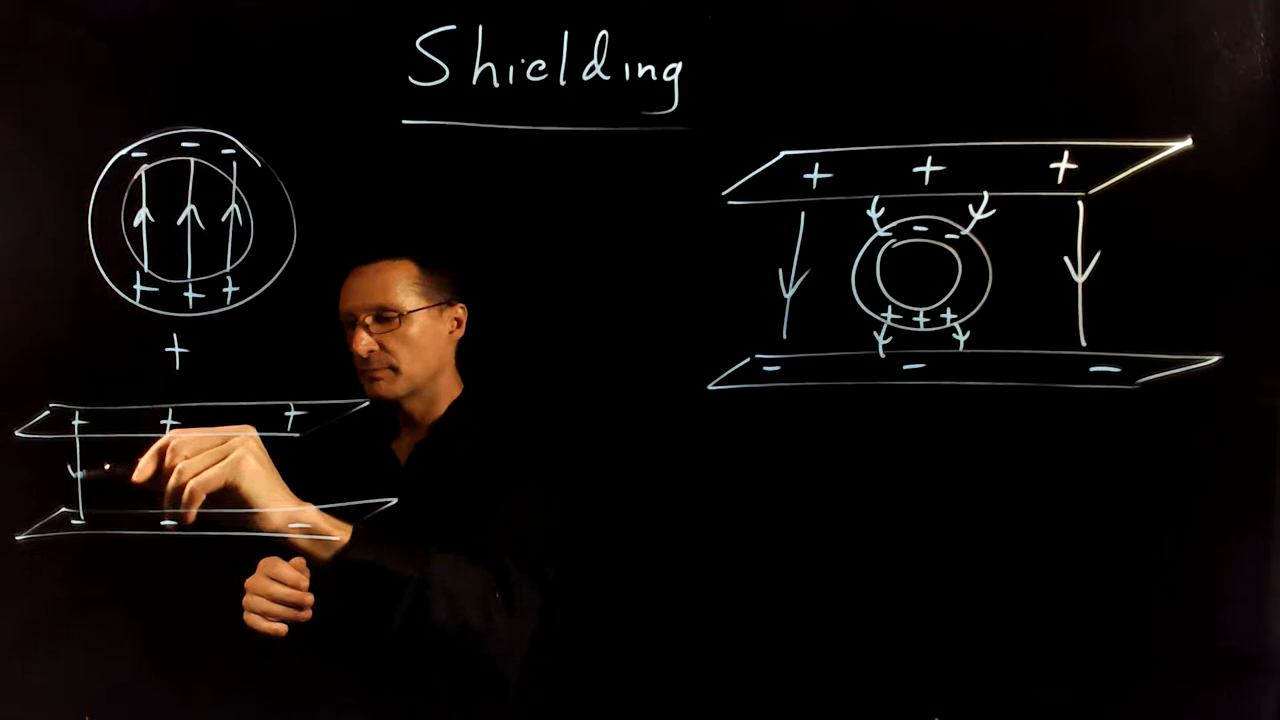 Shielding
- - -
+ + +
+
+ + +
- - -
+ + +
- - -
+ + +
- - -